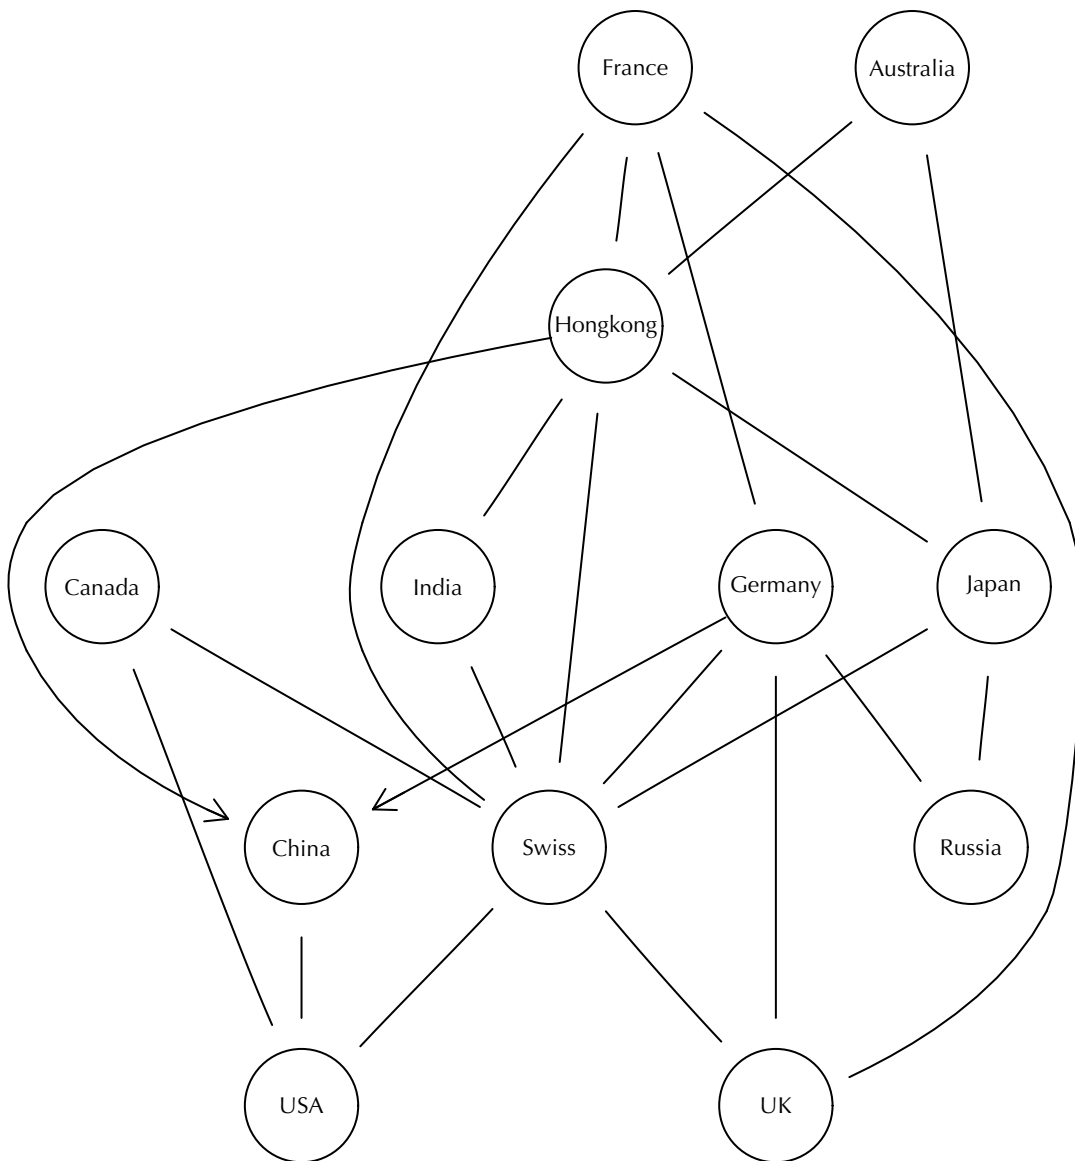 France
Australia
Hongkong
Canada
India
Germany
Japan
China
Swiss
Russia
USA
UK